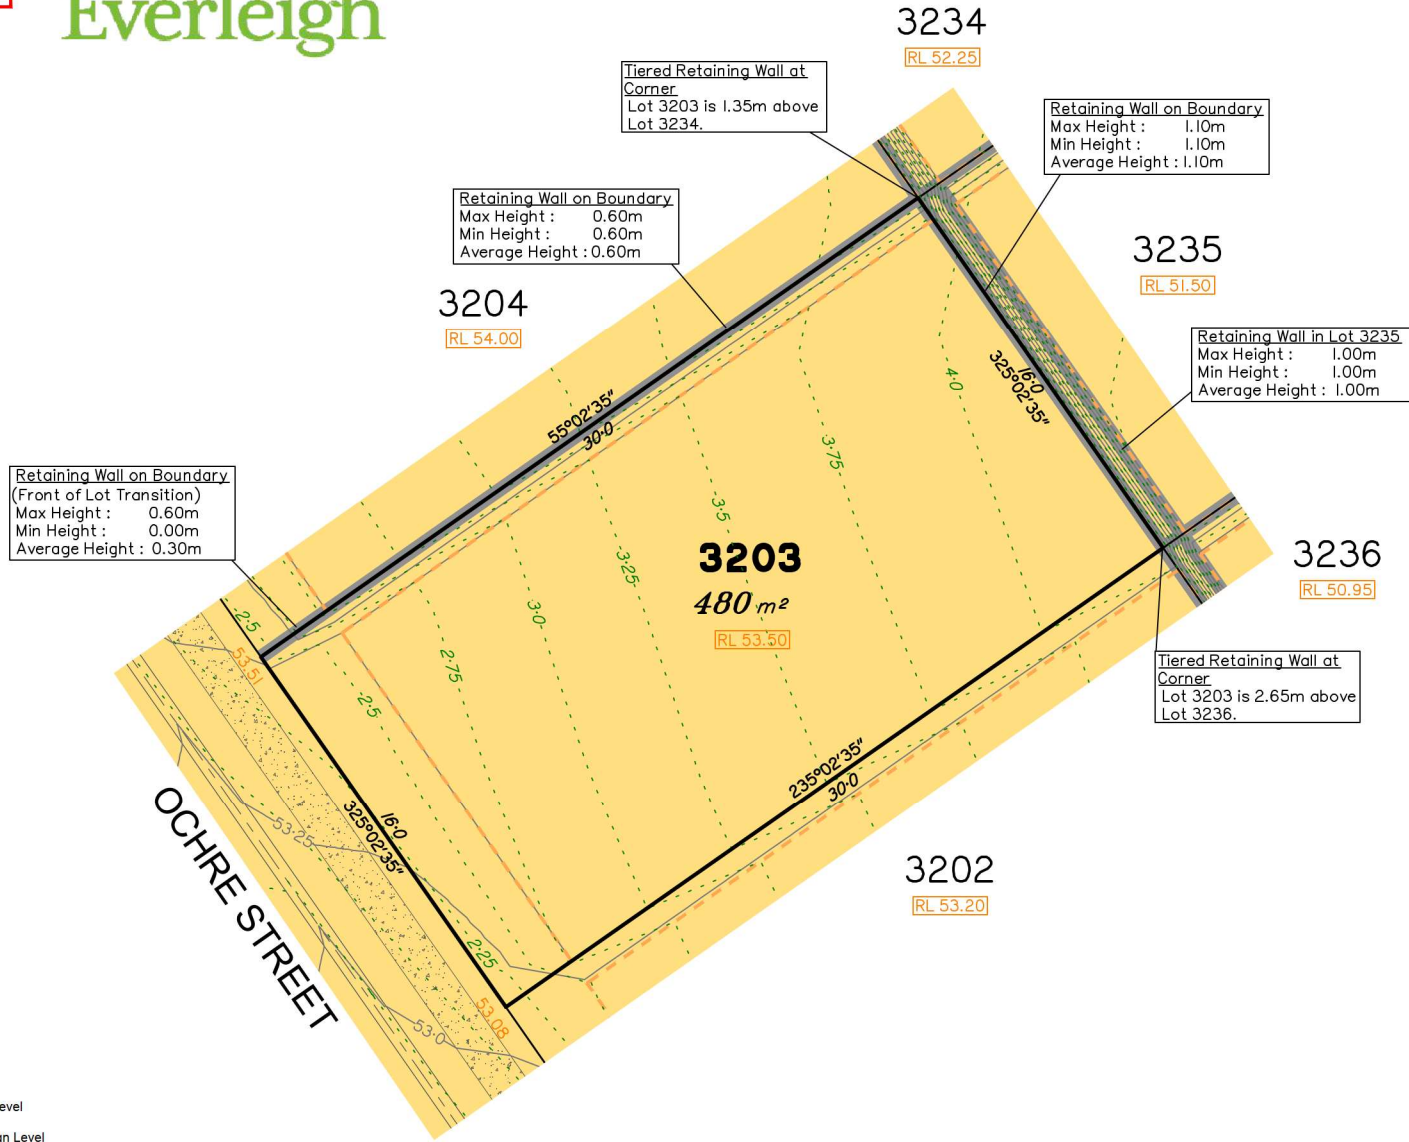 Everleigh
3234
RL 52.25
Tiered Retaining Wall at
Corner
Lot 3203 is 1.35m above
Lot 3234.
Retaining Wall on Boundary
Max Height : 1.10m
Min Height : 1.10m
Average Height : 1.10m
Retaining Wall on Boundary
Max Height : 0.60m
Min Height : 0.60m
Average Height : 0.60m
3235
RL 51.50
3204
RL 54.00
Retaining Wall in Lot 3235
Max Height : 1.00m
Min Height : 1.00m
Average Height : 1.00m
16·0
325°02'35"
4·0
55°02'35"
30·0
3·75
Retaining Wall on Boundary
(Front of Lot Transition)
Max Height : 0.60m
Min Height : 0.00m
Average Height : 0.30m
3·5
3·25
3203
480 m²
RL 53.50
3236
RL 50.95
3·0
2·5
53.51
2·75
2·5
Tiered Retaining Wall at
Corner
Lot 3203 is 2.65m above
Lot 3236.
235°02'35"
30·0
16·0
325°02'35"
53·25
OCHRE STREET
3202
RL 53.20
2·25
53.08
53·0
evel
n Level